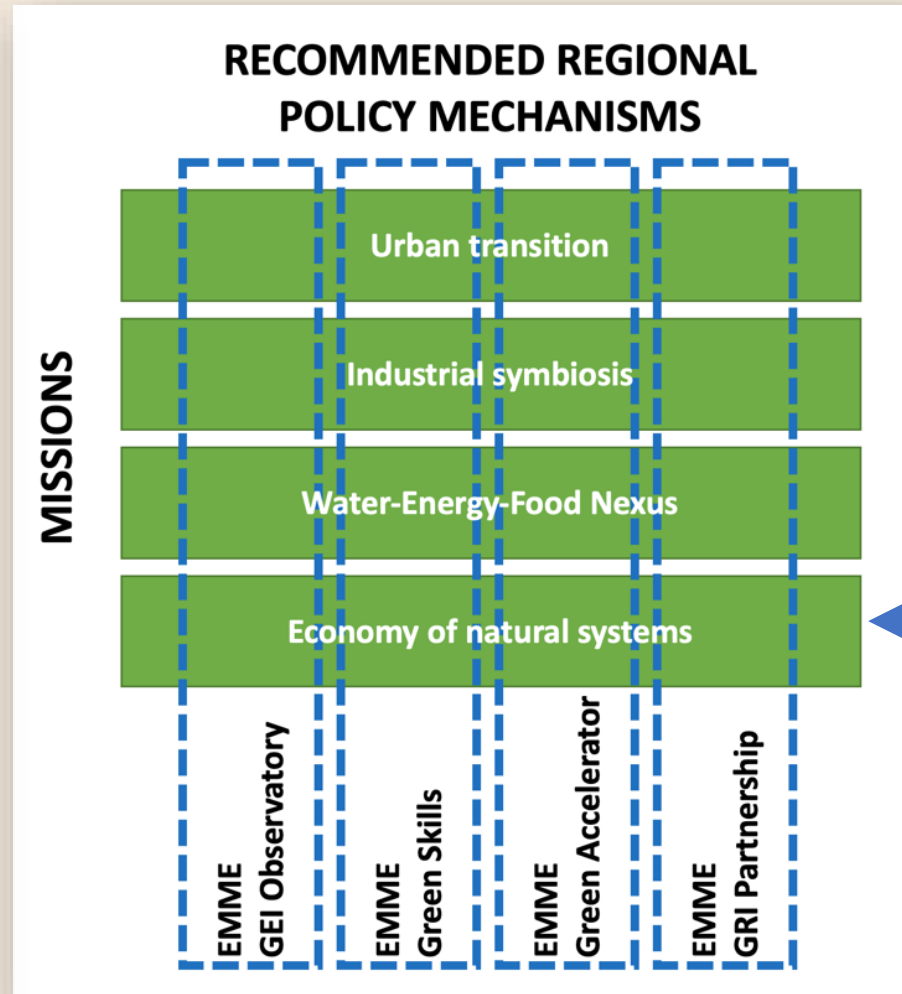 RECOMMENDED REGIONAL
POLICY MECHANISMS
MISSIONS
Urban transition
Industrial symbiosis
Water-Energy-Food Nexus
Economy of natural systems
EMME
GEI Observatory
EMME
Green Skills
EMME
Green Accelerator
EMME
GRI Partnership